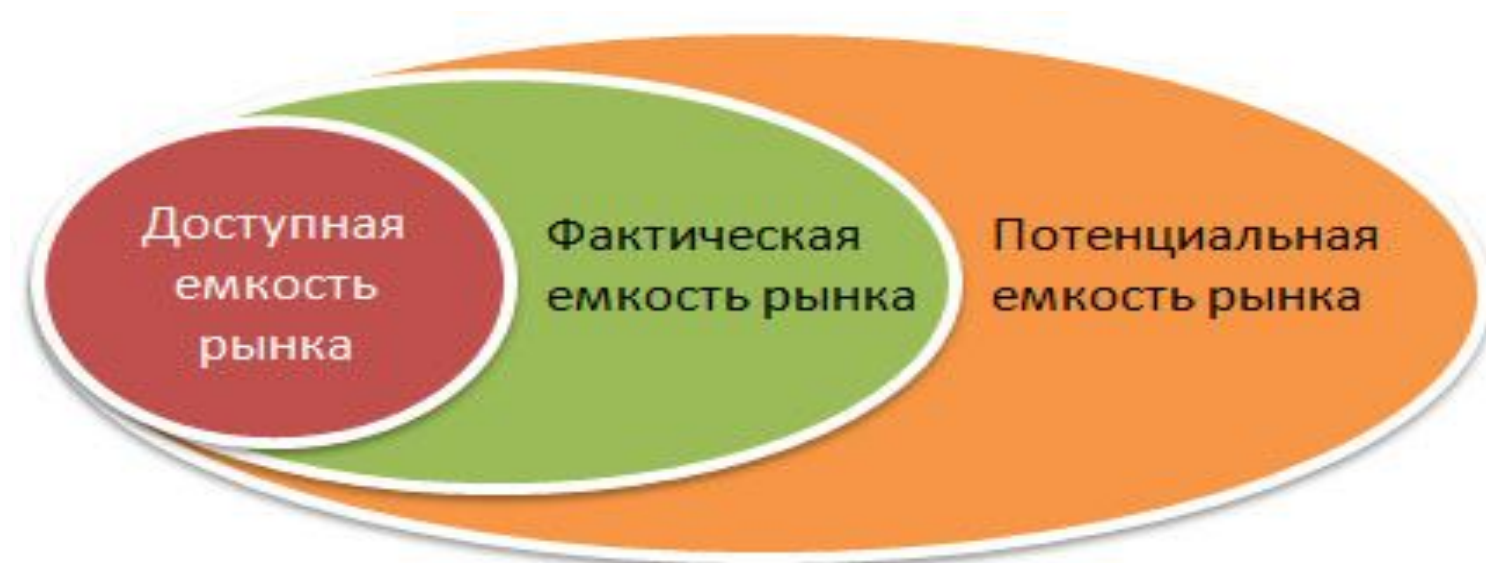 Доступная
емкость
рынка
Фактическая
емкость рынка
Потенциальная
емкость рынка